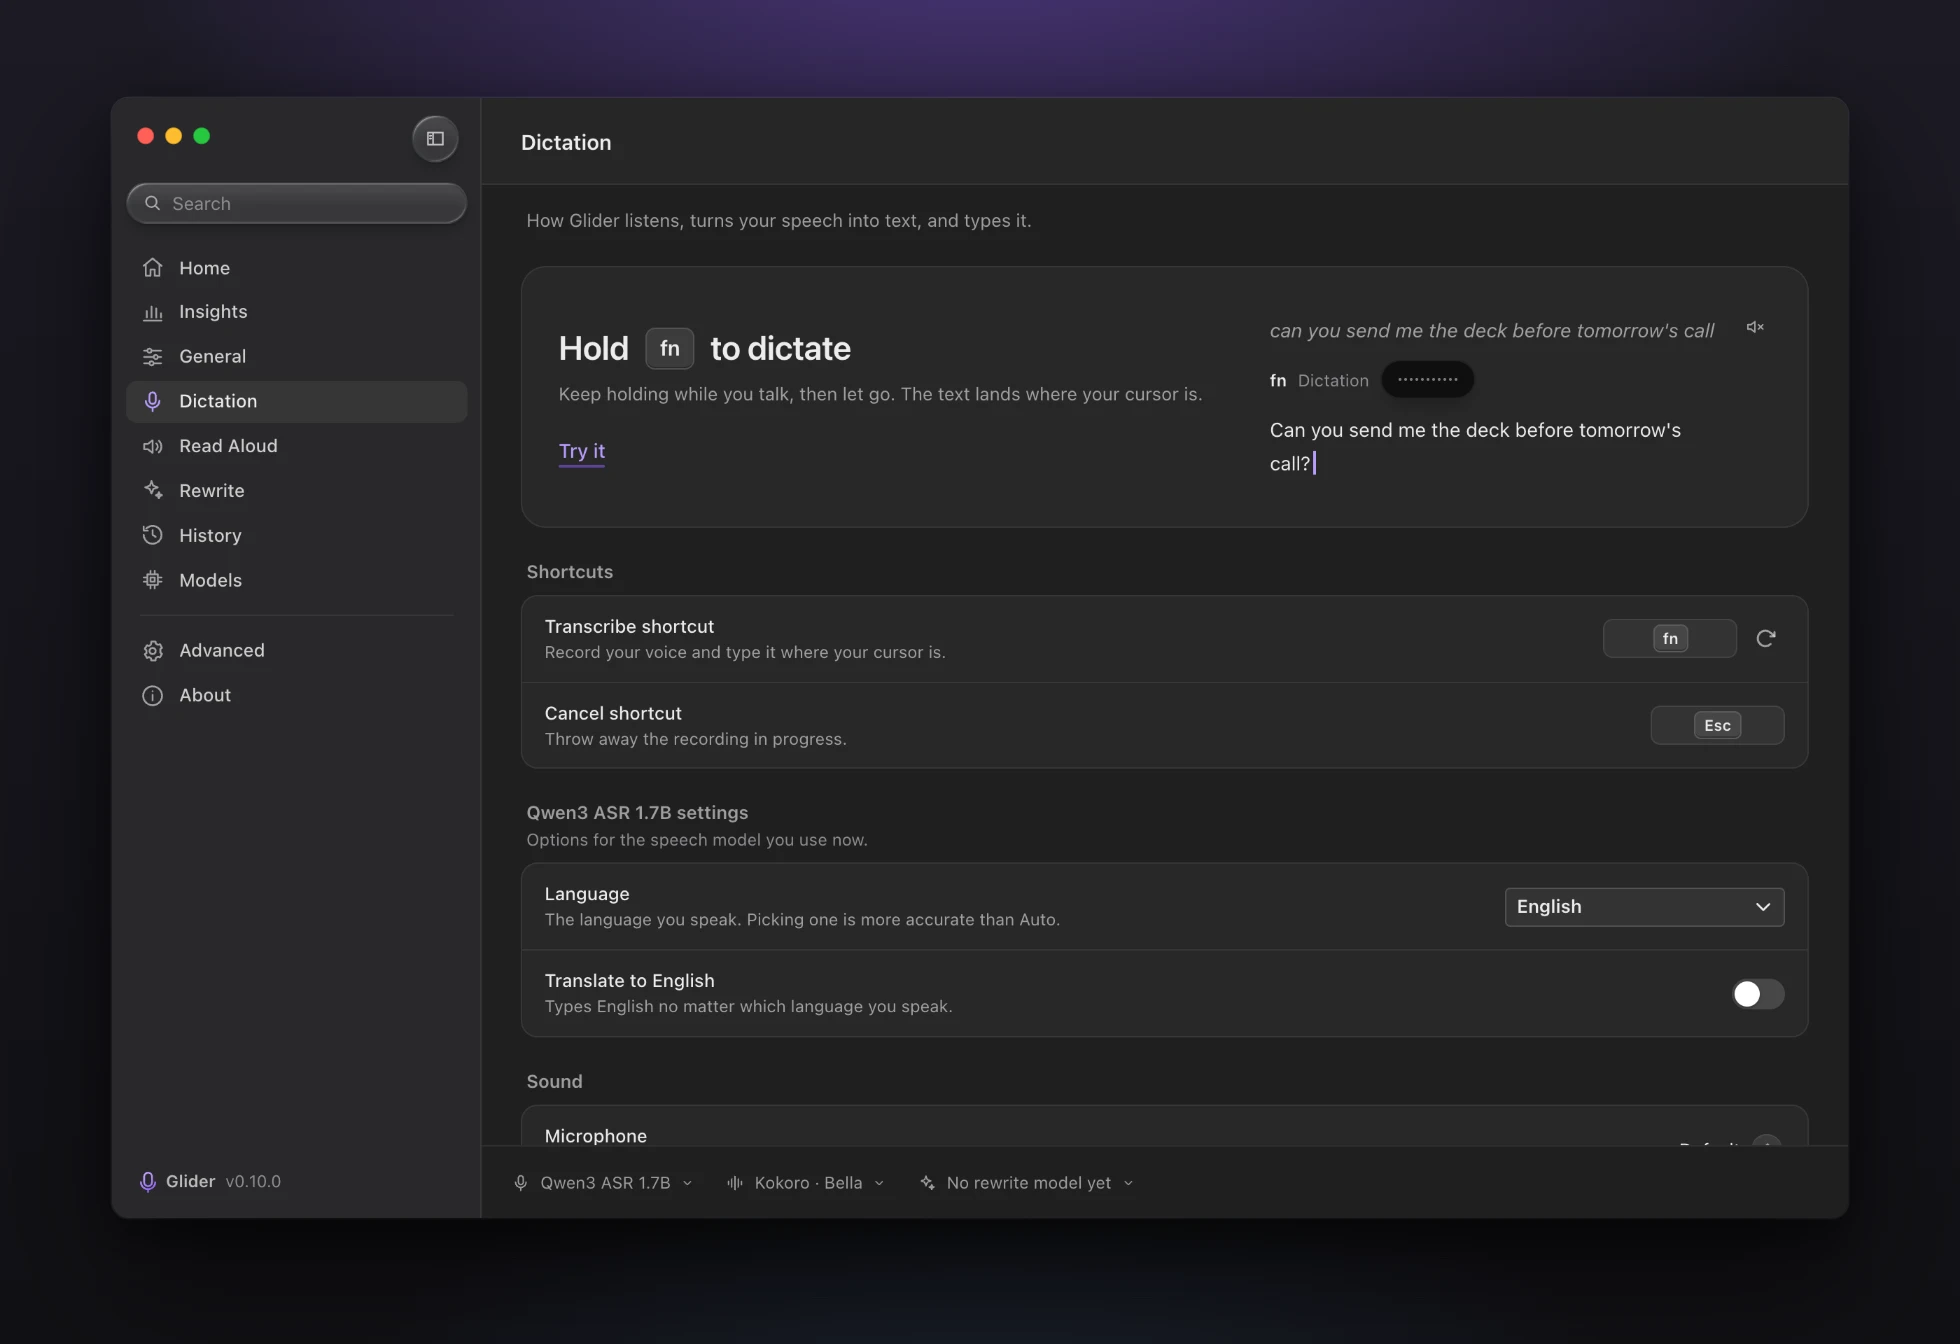 Search
Home
Insights
General
Dictation
Read Aloud
Rewrite
History
Models
Advanced
About
Glider v0.10.0
Dictation
How Glider listens, turns your speech into text, and types it.
Hold fn to dictate
Keep holding while you talk, then let go. The text lands where your cursor is.
Try it
can you send me the deck before tomorrow's call
fn Dictation
Can you send me the deck before tomorrow's
call?
Shortcuts
Transcribe shortcut
Record your voice and type it where your cursor is.
fn
Cancel shortcut
Throw away the recording in progress.
Esc
Qwen3 ASR 1.7B settings
Options for the speech model you use now.
Language
The language you speak. Picking one is more accurate than Auto.
English
Translate to English
Types English no matter which language you speak.
Sound
Microphone
Qwen3 ASR 1.7B
Kokoro · Bella
No rewrite model yet